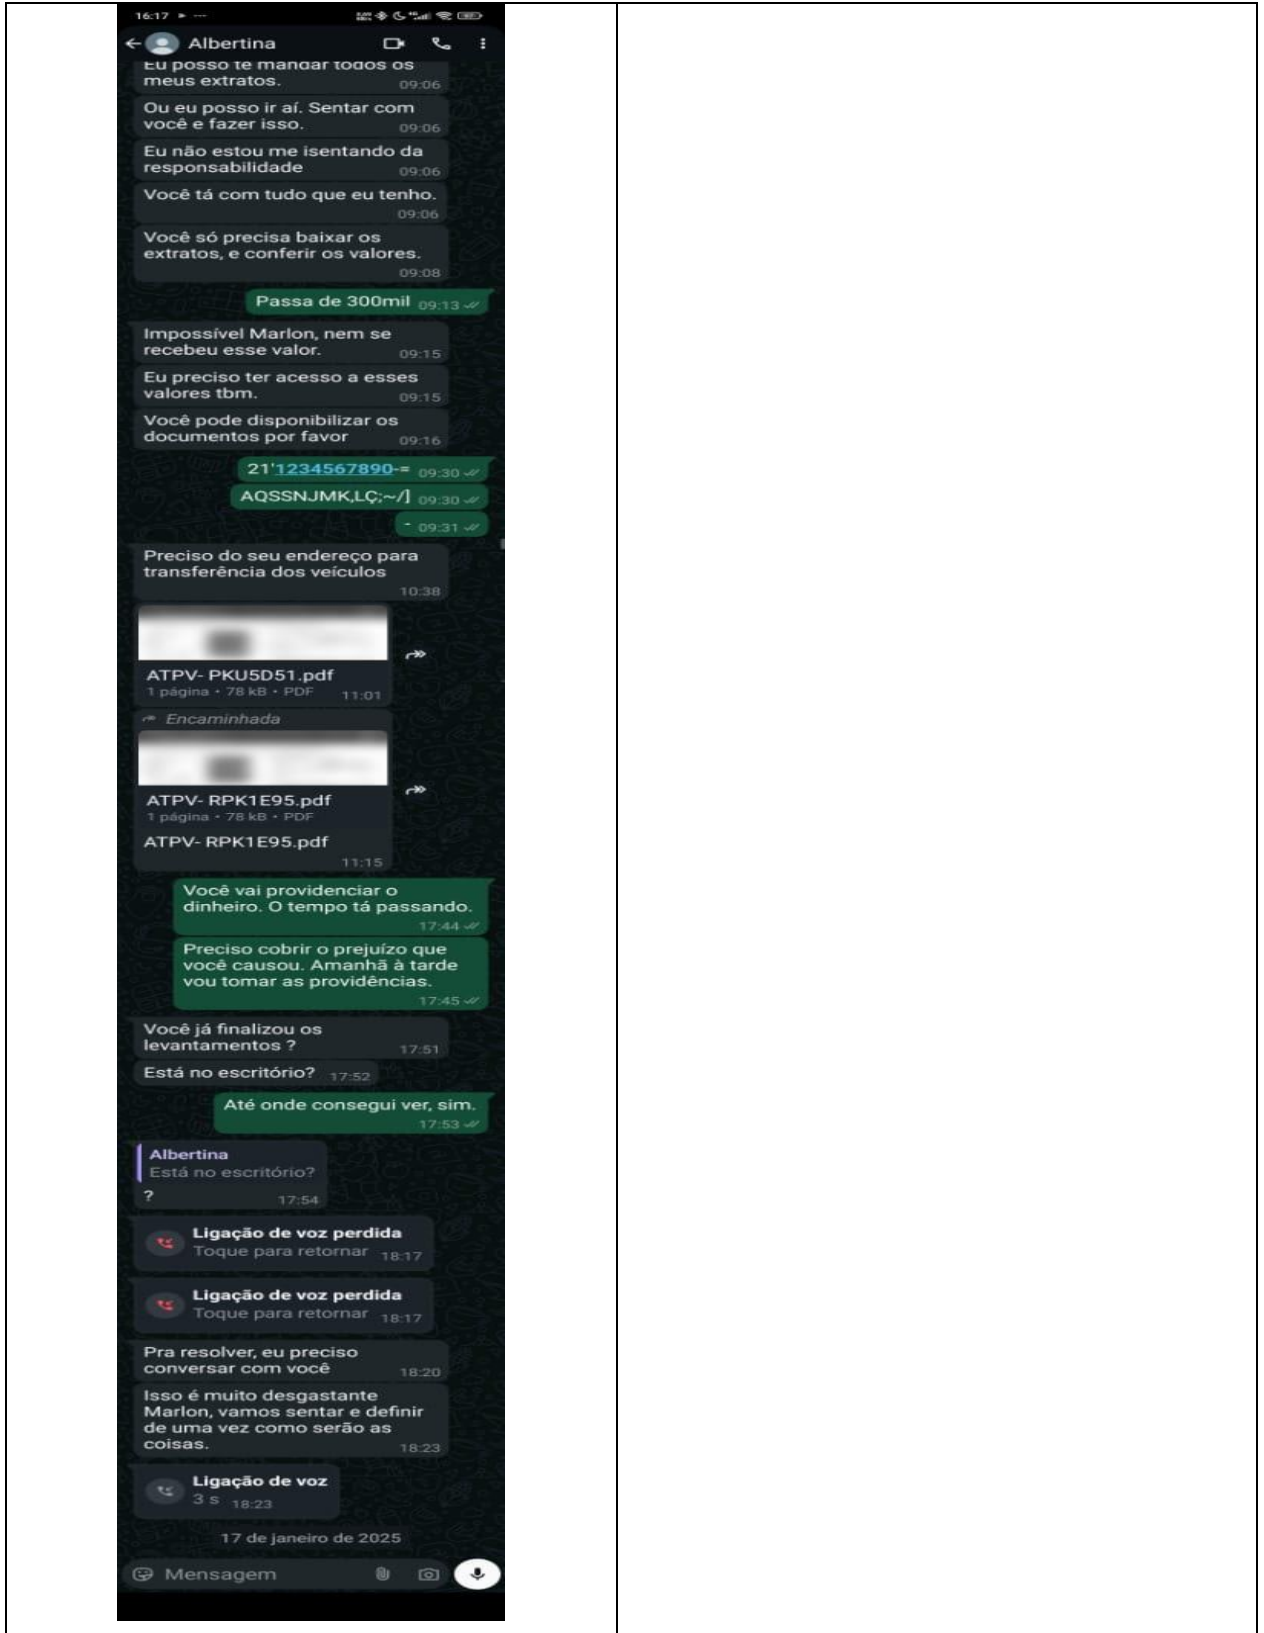 16:17
Albertina
Eu posso te mandar todos os
meus extratos. 09:06
Ou eu posso ir aí. Sentar com
você e fazer isso. 09:06
Eu não estou me isentando da
responsabilidade 09:06
Você tá com tudo que eu tenho.
09:06
Você só precisa baixar os
extratos, e conferir os valores.
09:08
Passa de 300mil 09:13
Impossível Marlon, nem se
recebeu esse valor. 09:15
Eu preciso ter acesso a esses
valores tbm. 09:15
Você pode disponibilizar os
documentos por favor 09:16
21'1234567890-= 09:30
AQSSNJMK,LÇ;~/] 09:30
- 09:31
Preciso do seu endereço para
transferência dos veículos
10:38
ATPV- PKU5D51.pdf
1 página • 78 kB • PDF 11:01
Encaminhada
ATPV- RPK1E95.pdf
1 página • 78 kB • PDF
ATPV- RPK1E95.pdf
11:15
Você vai providenciar o
dinheiro. O tempo tá passando.
17:44
Preciso cobrir o prejuízo que
você causou. Amanhã à tarde
vou tomar as providências.
17:45
Você já finalizou os
levantamentos ? 17:51
Está no escritório? 17:52
Até onde consegui ver, sim.
17:53
Albertina
Está no escritório?
? 17:54
Ligação de voz perdida
Toque para retornar 18:17
Ligação de voz perdida
Toque para retornar 18:17
Pra resolver, eu preciso
conversar com você 18:20
Isso é muito desgastante
Marlon, vamos sentar e definir
de uma vez como serão as
coisas. 18:23
Ligação de voz
3 s 18:23
17 de janeiro de 2025
Mensagem